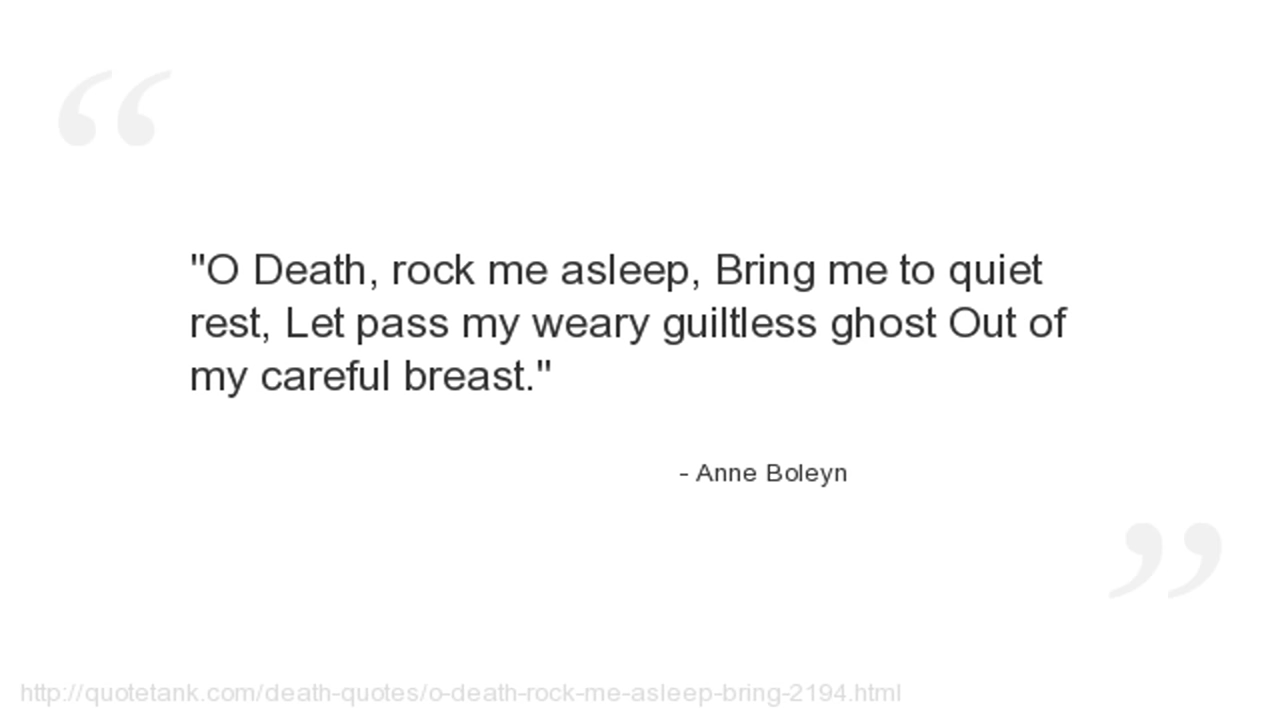 "O Death, rock me asleep, Bring me to quiet
rest, Let pass my weary guiltless ghost Out of
my careful breast."
- Anne Boleyn
http://quotetank.com/death-quotes/o-death-rock-me-asleep-bring-2194.html